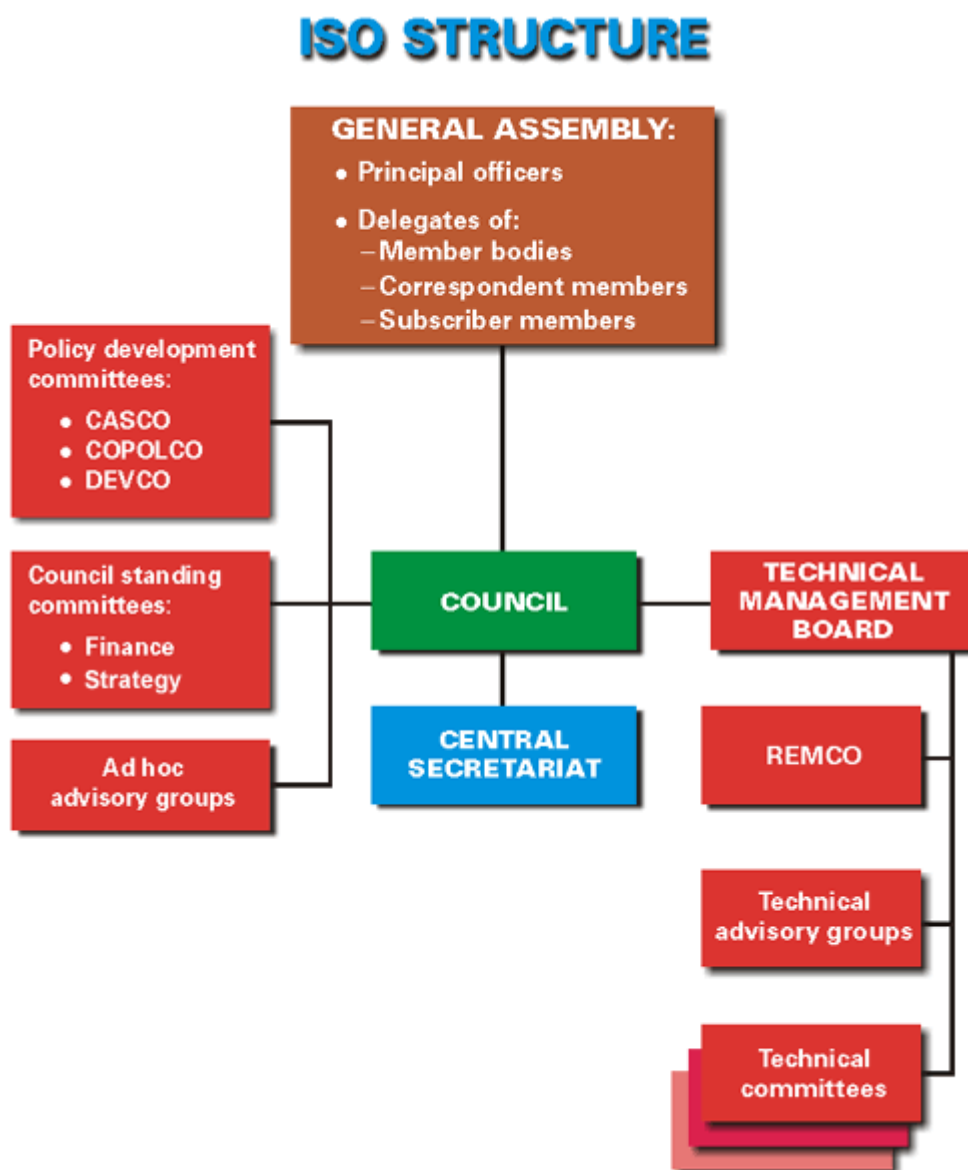 ISO STRUCTURE
GENERAL ASSEMBLY:
• Principal officers
• Delegates of:
– Member bodies
– Correspondent members
– Subscriber members
Policy development
committees:
• CASCO
• COPOLCO
• DEVCO
Council standing
committees:
• Finance
• Strategy
Ad hoc
advisory groups
COUNCIL
CENTRAL
SECRETARIAT
TECHNICAL
MANAGEMENT
BOARD
REMCO
Technical
advisory groups
Technical
committees